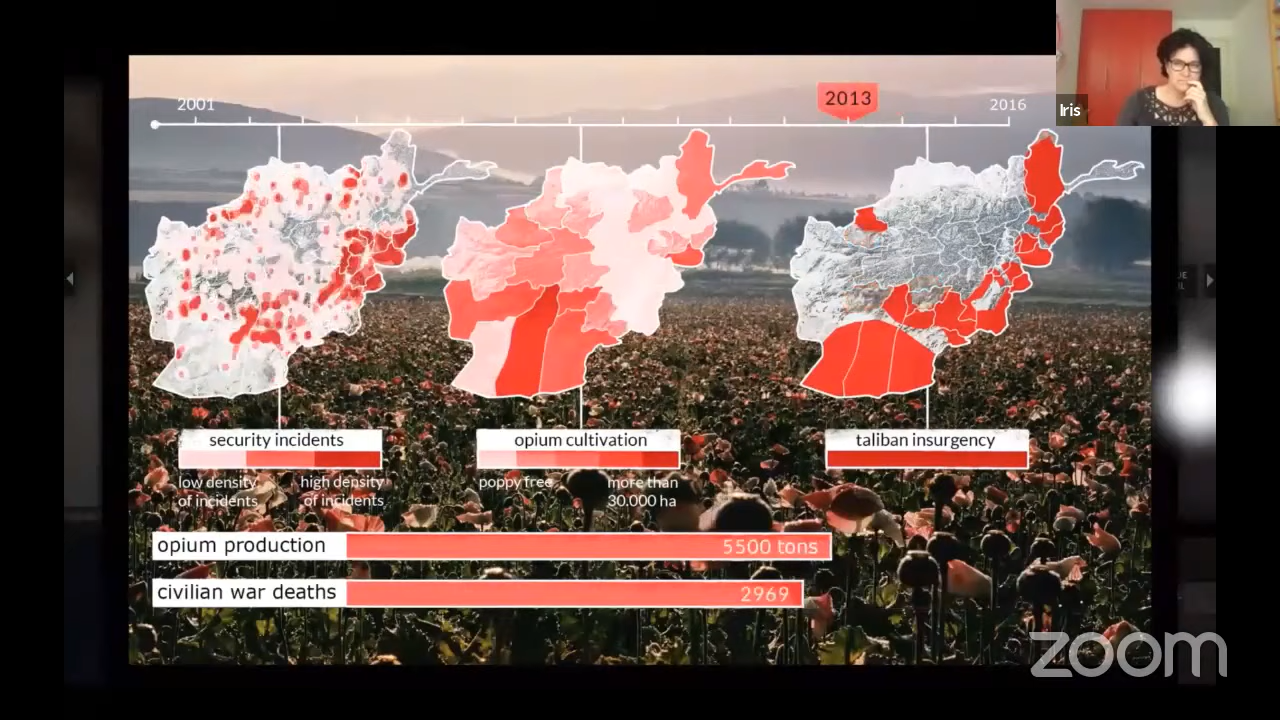 2001
2013
2016
Iris
security incidents
low density
of incidents
high density
of incidents
opium cultivation
poppy free
more than
30.000 ha
taliban insurgency
opium production
5500 tons
civilian war deaths
2969
zoom